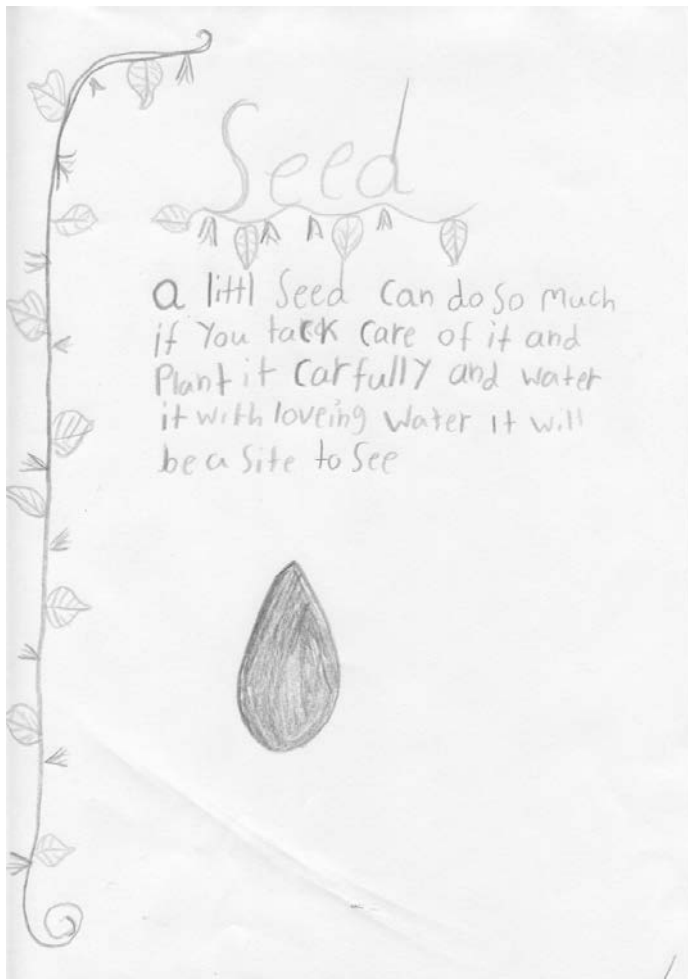 Seed
a littl Seed can do so much
if you tack care of it and
Plant it carfully and water
it with loveing water it will
be a site to see